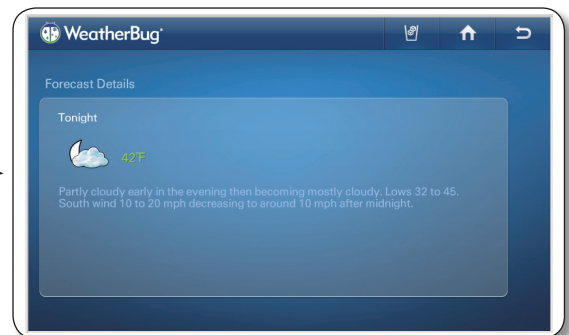 WeatherBug®
Forecast Details
Tonight
42°F
Partly cloudy early in the evening then becoming mostly cloudy. Lows 32 to 45.
South wind 10 to 20 mph decreasing to around 10 mph after midnight.